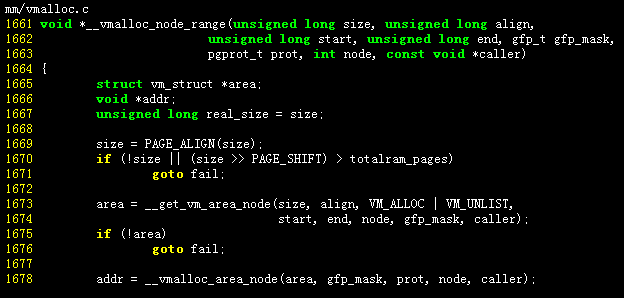 mm/vmalloc.c
1661 void *__vmalloc_node_range(unsigned long size, unsigned long align,
1662                         unsigned long start, unsigned long end, gfp_t gfp_mask,
1663                         pgprot_t prot, int node, const void *caller)
1664 {
1665         struct vm_struct *area;
1666         void *addr;
1667         unsigned long real_size = size;
1668
1669         size = PAGE_ALIGN(size);
1670         if (!size || (size >> PAGE_SHIFT) > totalram_pages)
1671                 goto fail;
1672
1673         area = __get_vm_area_node(size, align, VM_ALLOC | VM_UNLIST,
1674                                   start, end, node, gfp_mask, caller);
1675         if (!area)
1676                 goto fail;
1677
1678         addr = __vmalloc_area_node(area, gfp_mask, prot, node, caller);